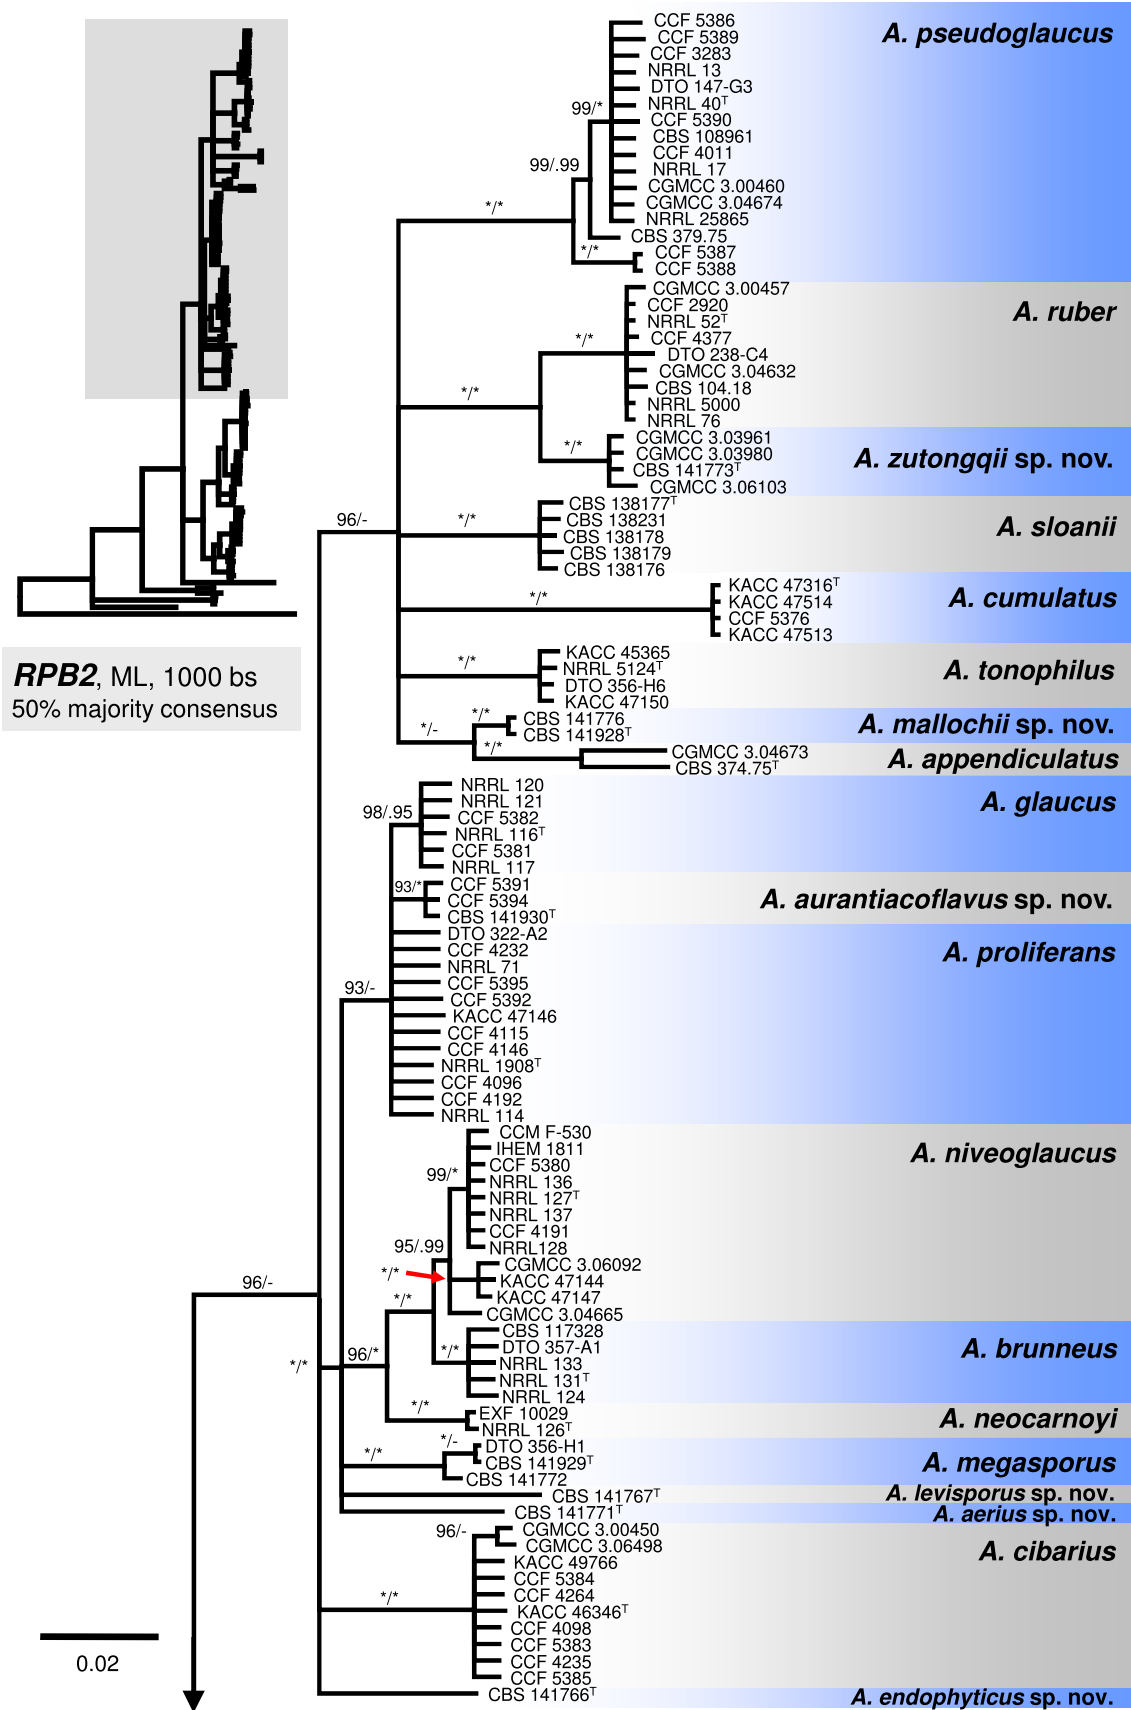 CCF 5386
CCF 5389
CCF 3283
NRRL 13
DTO 147-G3
NRRL 40T
CCF 5390
CBS 108961
CCF 4011
NRRL 17
CGMCC 3.00460
CGMCC 3.04674
NRRL 25865
CBS 379.75
CCF 5387
CCF 5388
99/*
99/.99
*/*
*/*
A. pseudoglaucus
CGMCC 3.00457
CCF 2920
NRRL 52T
CCF 4377
DTO 238-C4
CGMCC 3.04632
CBS 104.18
NRRL 5000
NRRL 76
*/*
*/*
A. ruber
CGMCC 3.03961
CGMCC 3.03980
CBS 141773T
CGMCC 3.06103
*/*
A. zutongqii sp. nov.
CBS 138177T
CBS 138231
CBS 138178
CBS 138179
CBS 138176
96/-
*/*
A. sloanii
KACC 47316T
KACC 47514
CCF 5376
KACC 47513
*/*
A. cumulatus
KACC 45365
NRRL 5124T
DTO 356-H6
KACC 47150
*/*
A. tonophilus
RPB2, ML, 1000 bs
50% majority consensus
CBS 141776
CBS 141928T
*/*
*/-
A. mallochii sp. nov.
CGMCC 3.04673
CBS 374.75T
*/*
A. appendiculatus
NRRL 120
NRRL 121
CCF 5382
NRRL 116T
CCF 5381
NRRL 117
98/.95
A. glaucus
CCF 5391
CCF 5394
CBS 141930T
93/*
A. aurantiacoflavus sp. nov.
DTO 322-A2
CCF 4232
NRRL 71
CCF 5395
CCF 5392
KACC 47146
CCF 4115
CCF 4146
NRRL 1908T
CCF 4096
CCF 4192
NRRL 114
93/-
A. proliferans
CCM F-530
IHEM 1811
CCF 5380
NRRL 136
NRRL 127T
NRRL 137
CCF 4191
NRRL128
CGMCC 3.06092
KACC 47144
KACC 47147
CGMCC 3.04665
99/*
95/.99
*/*
*/*
A. niveoglaucus
96/-
CBS 117328
DTO 357-A1
NRRL 133
NRRL 131T
NRRL 124
*/*
96/*
*/*
A. brunneus
EXF 10029
NRRL 126T
*/*
A. neocarnoyi
DTO 356-H1
CBS 141929T
CBS 141772
*/-
*/*
A. megasporus
CBS 141767T
A. levisporus sp. nov.
CBS 141771T
A. aerius sp. nov.
CGMCC 3.00450
CGMCC 3.06498
KACC 49766
CCF 5384
CCF 4264
KACC 46346T
CCF 4098
CCF 5383
CCF 4235
CCF 5385
96/-
*/*
A. cibarius
0.02
CBS 141766T
A. endophyticus sp. nov.